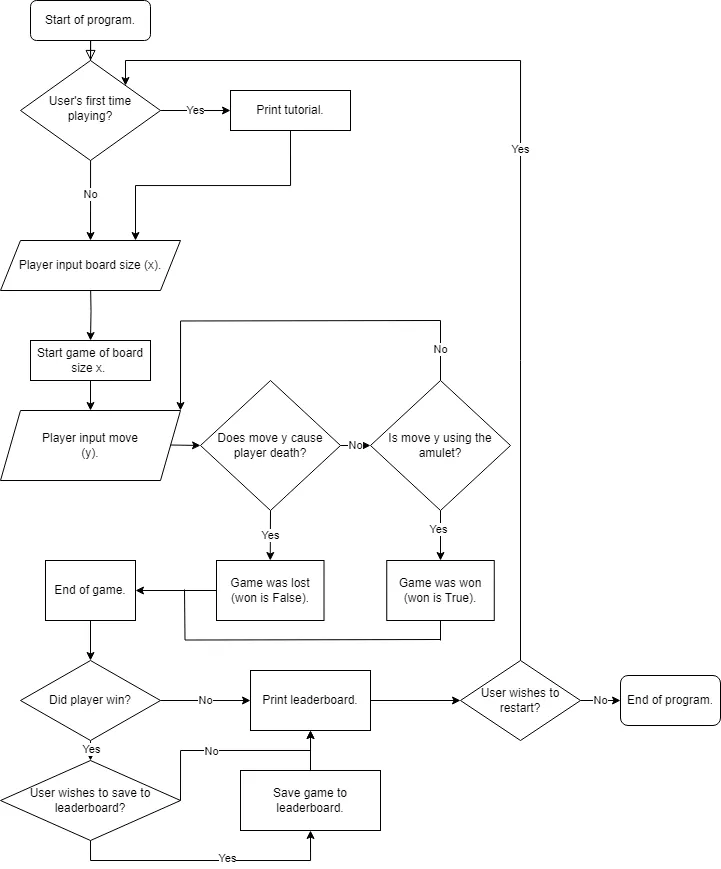 Start of program.
User's first time
playing?
Yes
Print tutorial.
Yes
No
Player input board size (x).
Start game of board
size x.
No
Player input move
(y).
Does move y cause
player death?
No
Is move y using the
amulet?
Yes
Yes
End of game.
Game was lost
(won is False).
Game was won
(won is True).
Did player win?
No
Print leaderboard.
User wishes to
restart?
No
End of program.
Yes
No
User wishes to save to
leaderboard?
Save game to
leaderboard.
Yes